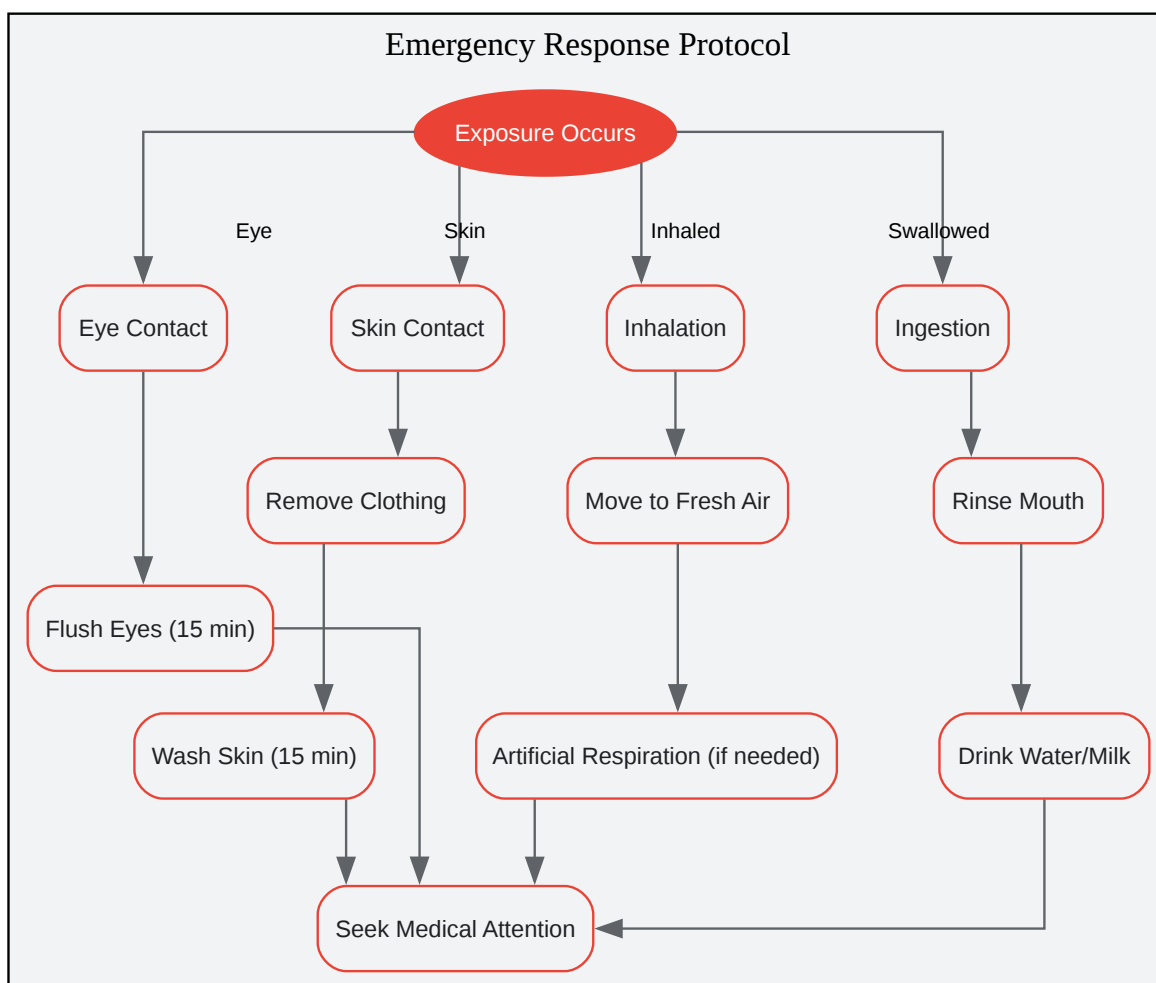 Emergency Response Protocol
Exposure Occurs
Eye
Skin
Inhaled
Swallowed
Eye Contact
Skin Contact
Inhalation
Ingestion
Remove Clothing
Move to Fresh Air
Rinse Mouth
Flush Eyes (15 min)
Wash Skin (15 min)
Artificial Respiration (if needed)
Drink Water/Milk
Seek Medical Attention